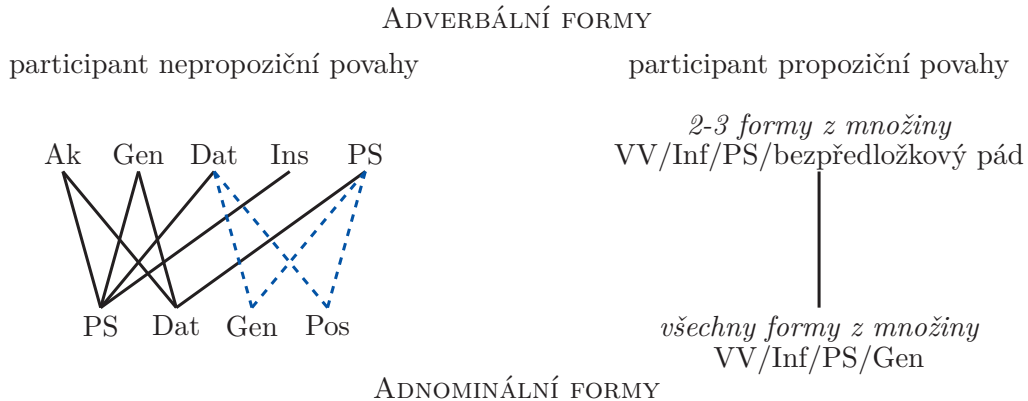 Adverbální formy
participant nepropoziční povahy participant propoziční povahy
2-3 formy z množiny
Ak Gen Dat Ins PS VV/Inf/PS/bezpředložkový pád
PS Dat Gen Pos všechny formy z množiny
VV/Inf/PS/Gen
Adnominální formy